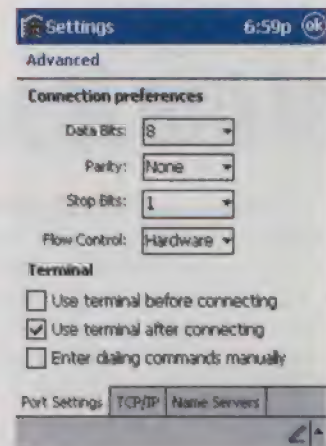 Settings 6:59p ok
Advanced
Connection preferences
Data Bits: 8
Parity: None
Stop Bits: 1
Flow Control: Hardware
Terminal
Use terminal before connecting
Use terminal after connecting
Enter dialing commands manually
Port Settings TCP/IP Name Servers